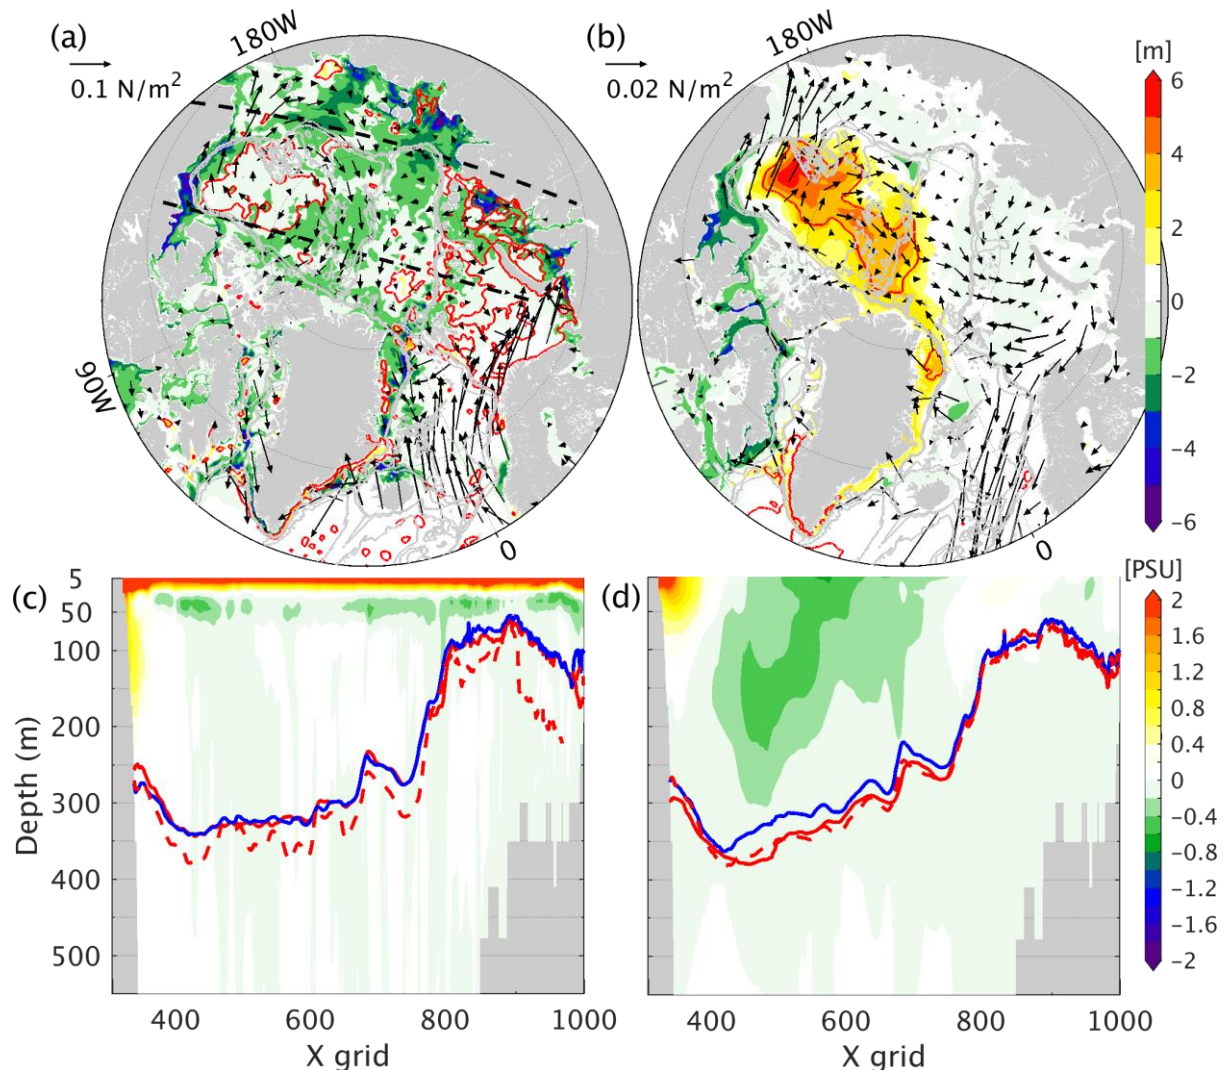 (a)
180W
0.1 N/m²
90W
0
(b)
180W
0.02 N/m²
0
[m]
6
4
2
0
−2
−4
−6
(c)
5
50
100
200
300
400
500
Depth (m)
400
600
800
1000
X grid
(d)
400
600
800
1000
X grid
[PSU]
2
1.6
1.2
0.8
0.4
0
−0.4
−0.8
−1.2
−1.6
−2